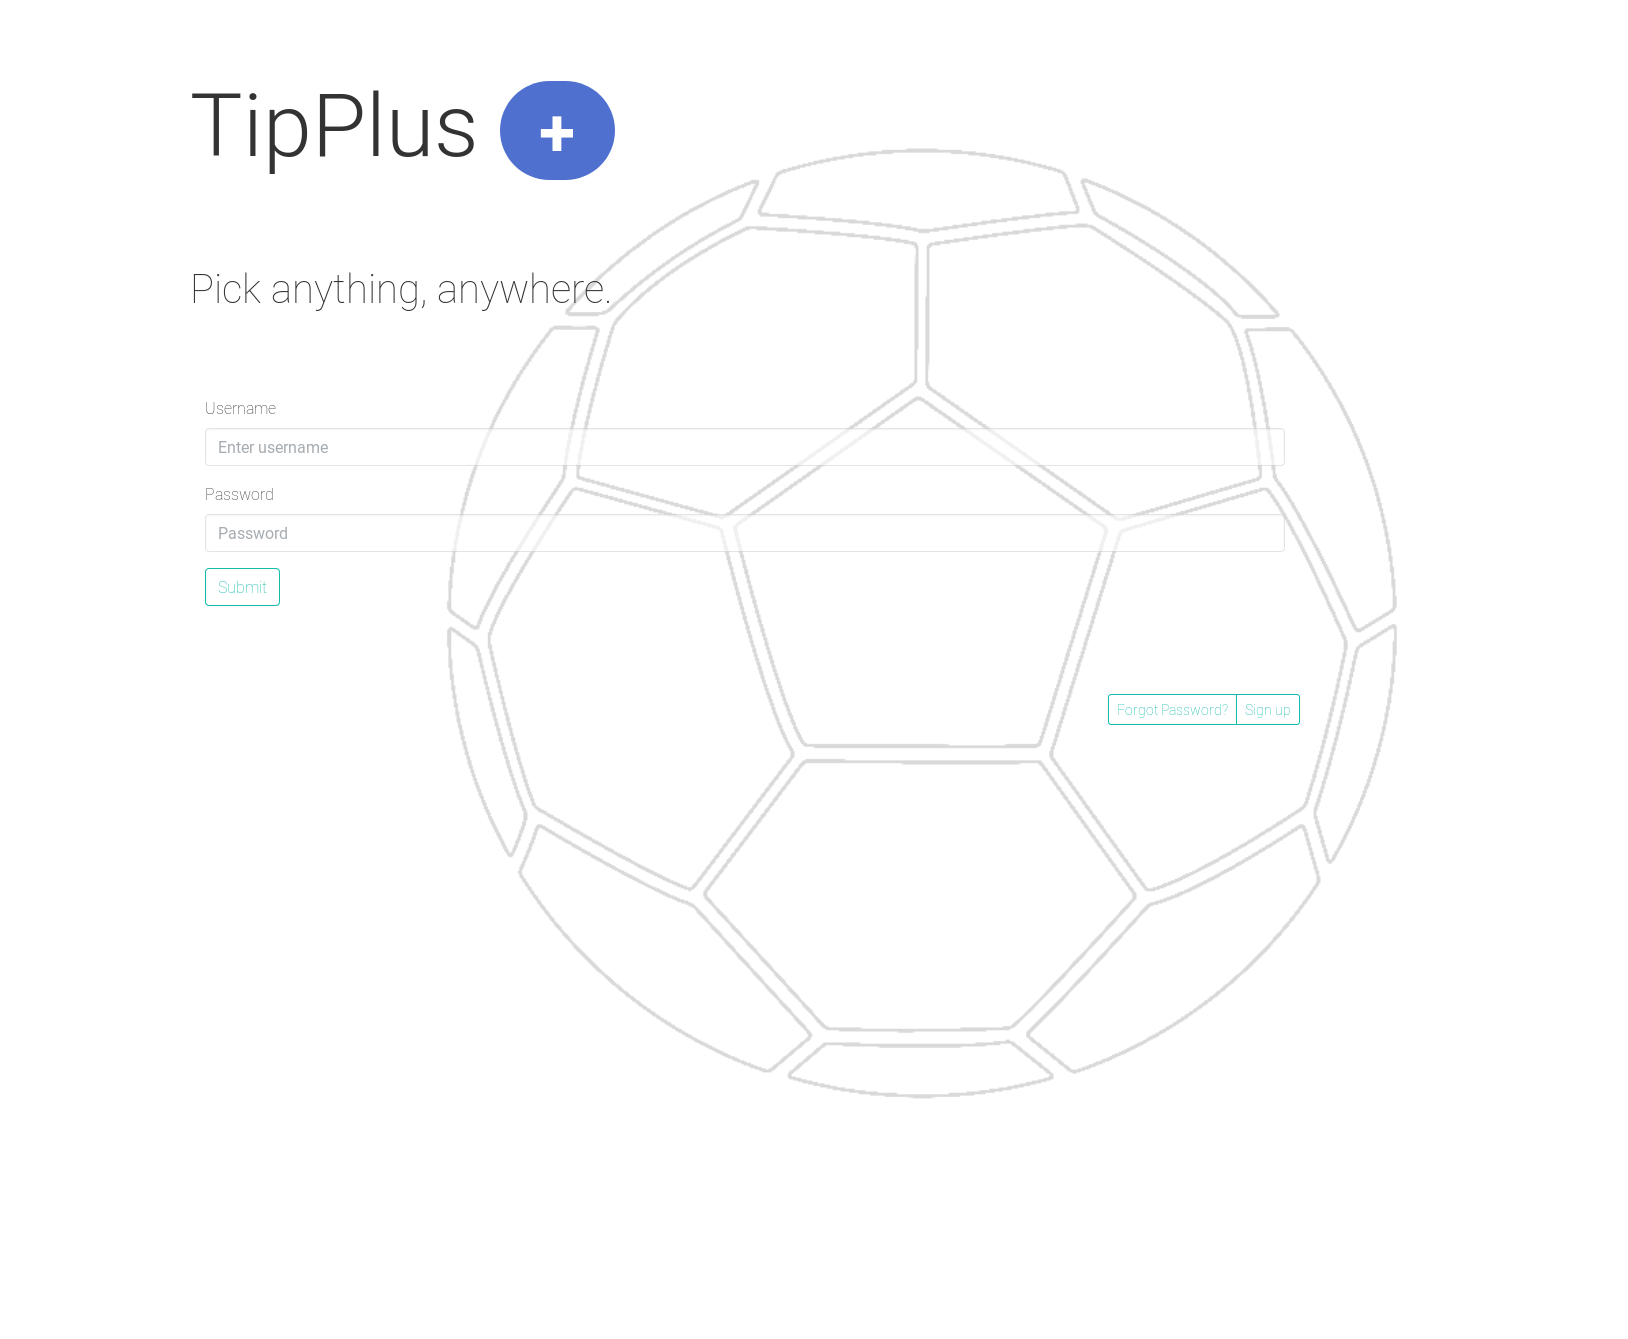 TipPlus +
Pick anything, anywhere.
Username
Enter username
Password
Password
Submit
Forgot Password? Sign up